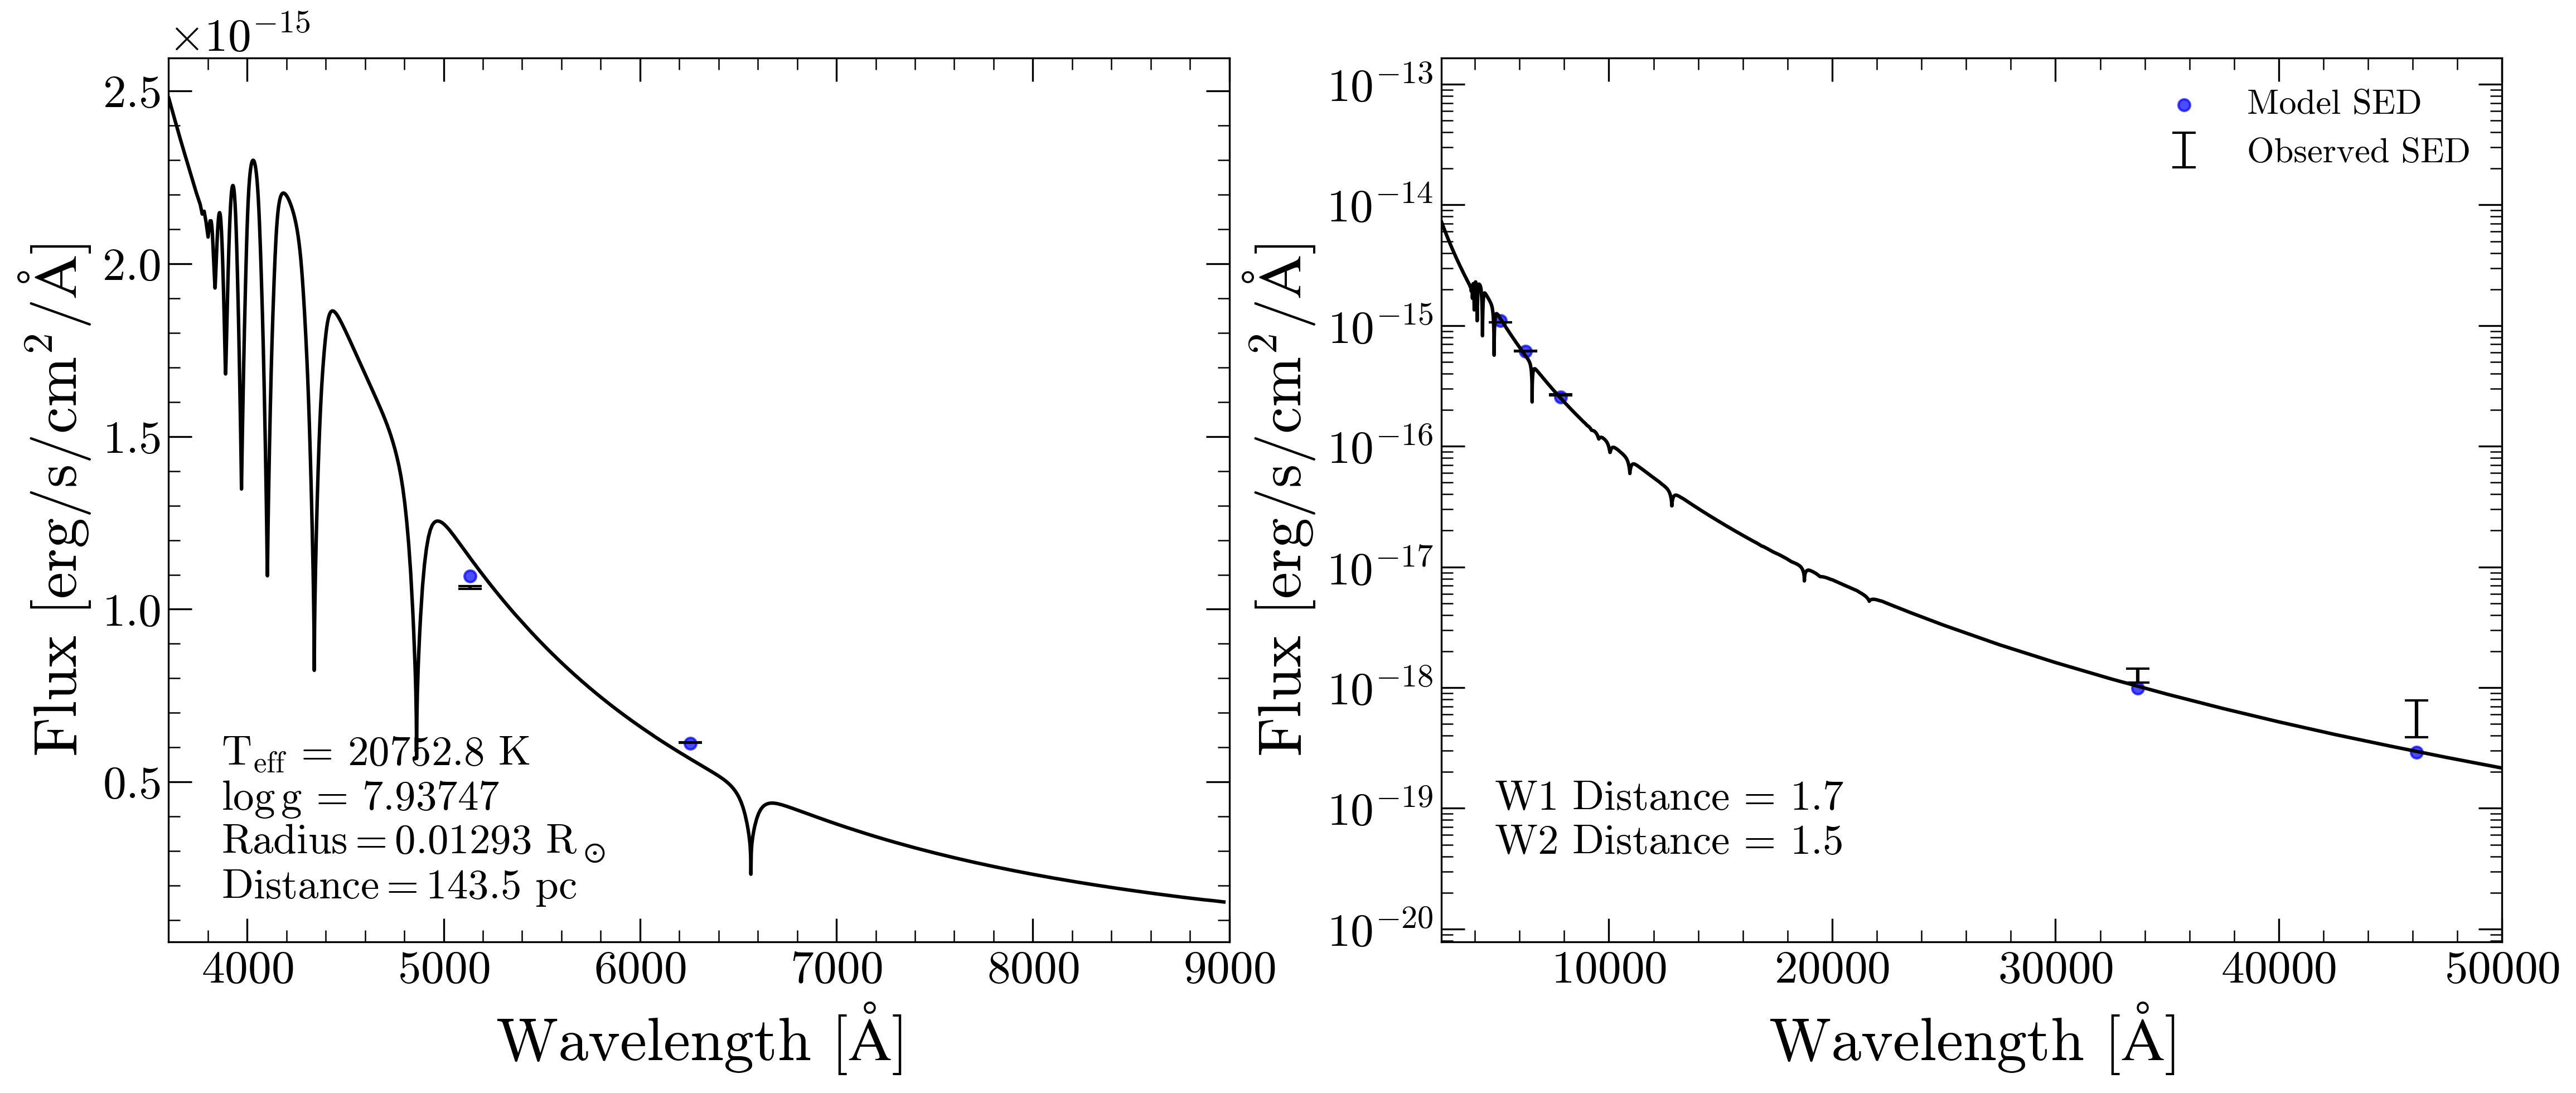 ×10⁻¹⁵
2.5
2.0
1.5
1.0
0.5
Flux [erg/s/cm²/Å]
T_eff = 20752.8 K
log g = 7.93747
Radius = 0.01293 R_⊙
Distance = 143.5 pc
4000 5000 6000 7000 8000 9000
Wavelength [Å]
10⁻¹³
10⁻¹⁴
10⁻¹⁵
10⁻¹⁶
10⁻¹⁷
10⁻¹⁸
10⁻¹⁹
10⁻²⁰
Flux [erg/s/cm²/Å]
Model SED
Observed SED
W1 Distance = 1.7
W2 Distance = 1.5
10000 20000 30000 40000 50000
Wavelength [Å]